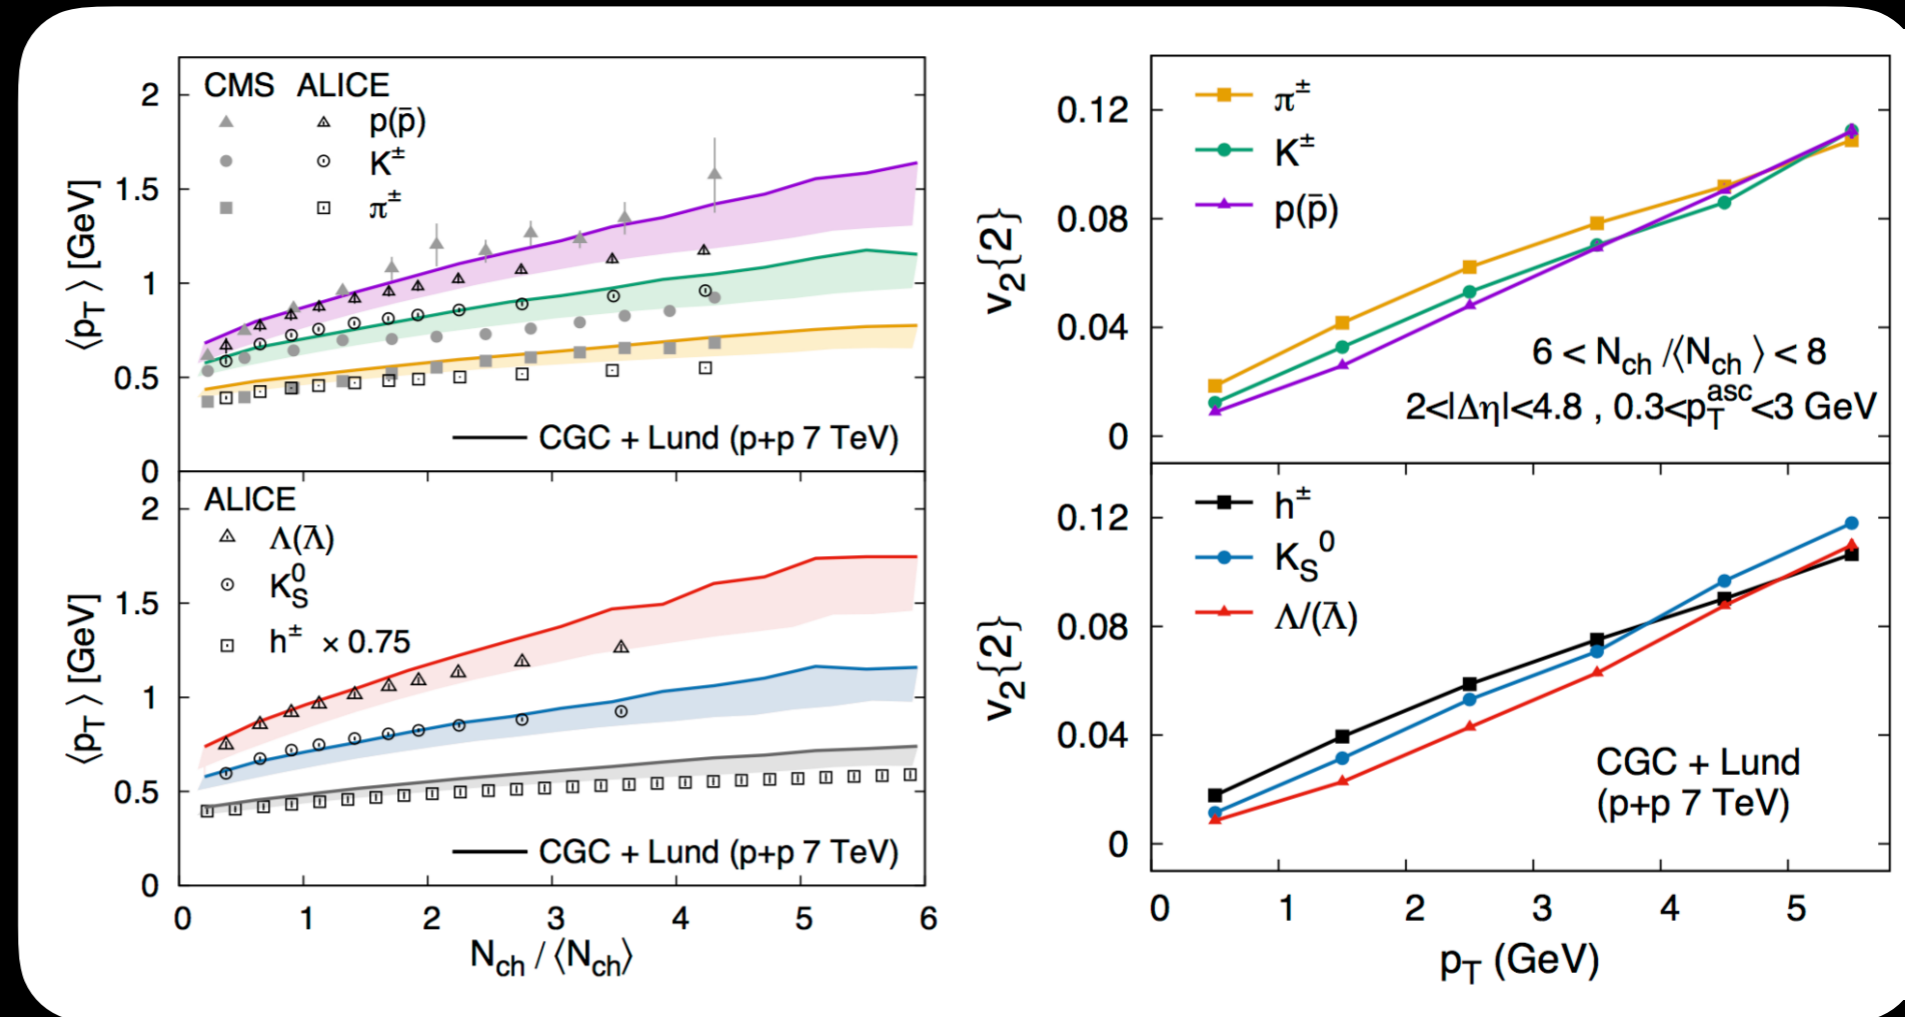 CMS ALICE
p(p̄)
K±
π±
⟨pT⟩ [GeV]
2
1.5
1
0.5
0
CGC + Lund (p+p 7 TeV)
ALICE
Λ(Λ̄)
K0S
h± × 0.75
⟨pT⟩ [GeV]
2
1.5
1
0.5
0
CGC + Lund (p+p 7 TeV)
0 1 2 3 4 5 6
Nch / ⟨Nch⟩
π±
K±
p(p̄)
v2{2}
0.12
0.08
0.04
0
6 < Nch/⟨Nch⟩ < 8
2<|Δη|<4.8 , 0.3<pTasc<3 GeV
h±
KS0
Λ/(Λ̄)
v2{2}
0.12
0.08
0.04
0
CGC + Lund
(p+p 7 TeV)
0 1 2 3 4 5
pT (GeV)